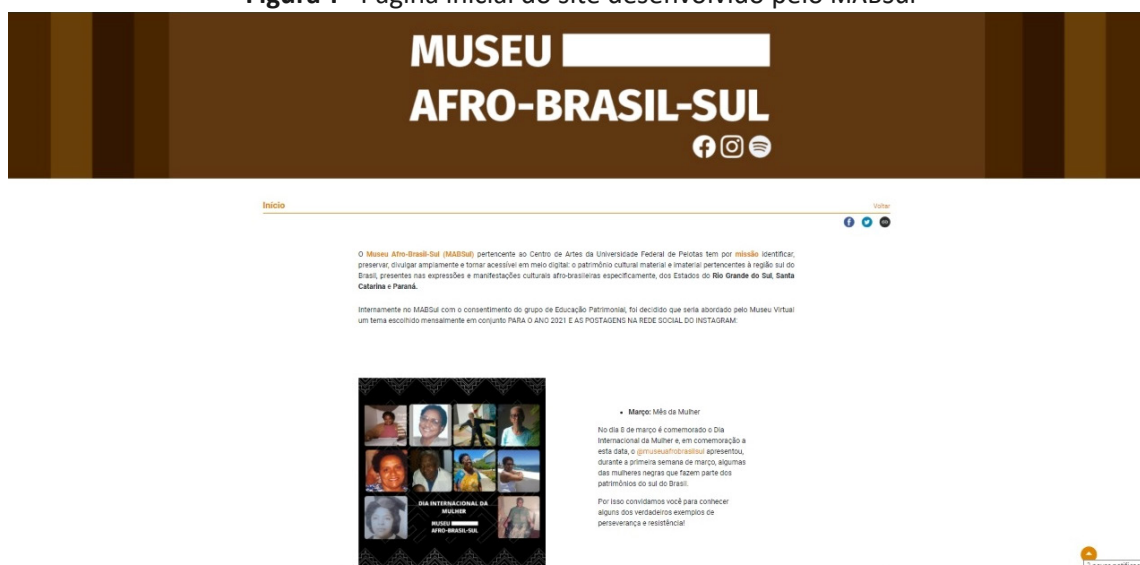 Página inicial do site desenvolvido pelo MABSul
MUSEU
AFRO-BRASIL-SUL
Início
Voltar
O Museu Afro-Brasil-Sul (MABSul) pertencente ao Centro de Artes da Universidade Federal de Pelotas tem por missão identificar,
preservar, divulgar ampliamente e tornar acessível em meio digital: o patrimônio cultural material e imaterial pertencentes à região sul do
Brasil, presentes nas expressões e manifestações culturais afro-brasileiras especificamente, dos Estados do Rio Grande do Sul, Santa
Catarina e Paraná.
Internamente no MABSul com o consentimento do grupo de Educação Patrimonial, foi decidido que seria abordado pelo Museu Virtual
um tema escolhido mensalmente em conjunto PARA O ANO 2021 E AS POSTAGENS NA REDE SOCIAL DO INSTAGRAM:
• Março: Mês da Mulher
No dia 8 de março é comemorado o Dia
Internacional da Mulher e, em comemoração a
esta data, o @museuafrobrasilsul apresentou,
durante a primeira semana de março, algumas
das mulheres negras que fazem parte dos
patrimônios do sul do Brasil.
Por isso convidamos você para conhecer
alguns dos verdadeiros exemplos de
perseverança e resistência!
DIA INTERNACIONAL DA
MULHER
MUSEU
AFRO-BRASIL-SUL